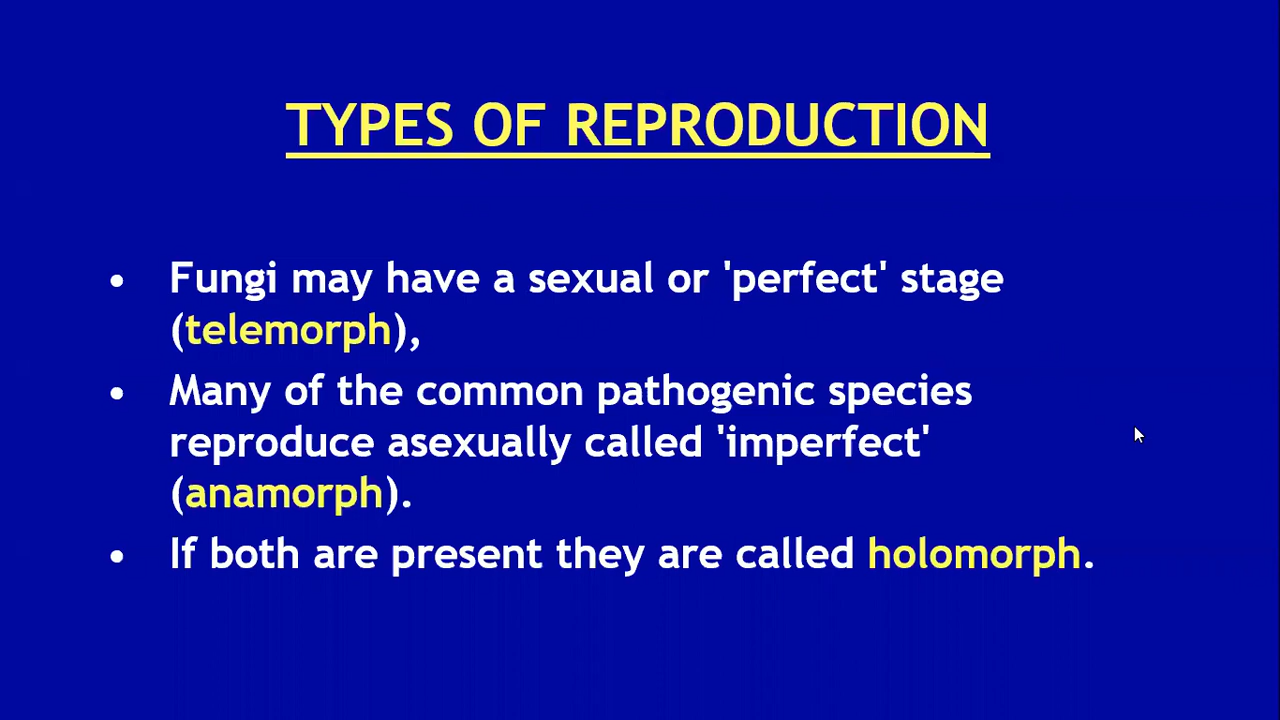 TYPES OF REPRODUCTION
• Fungi may have a sexual or 'perfect' stage
(telemorph),
• Many of the common pathogenic species
reproduce asexually called 'imperfect'
(anamorph).
• If both are present they are called holomorph.